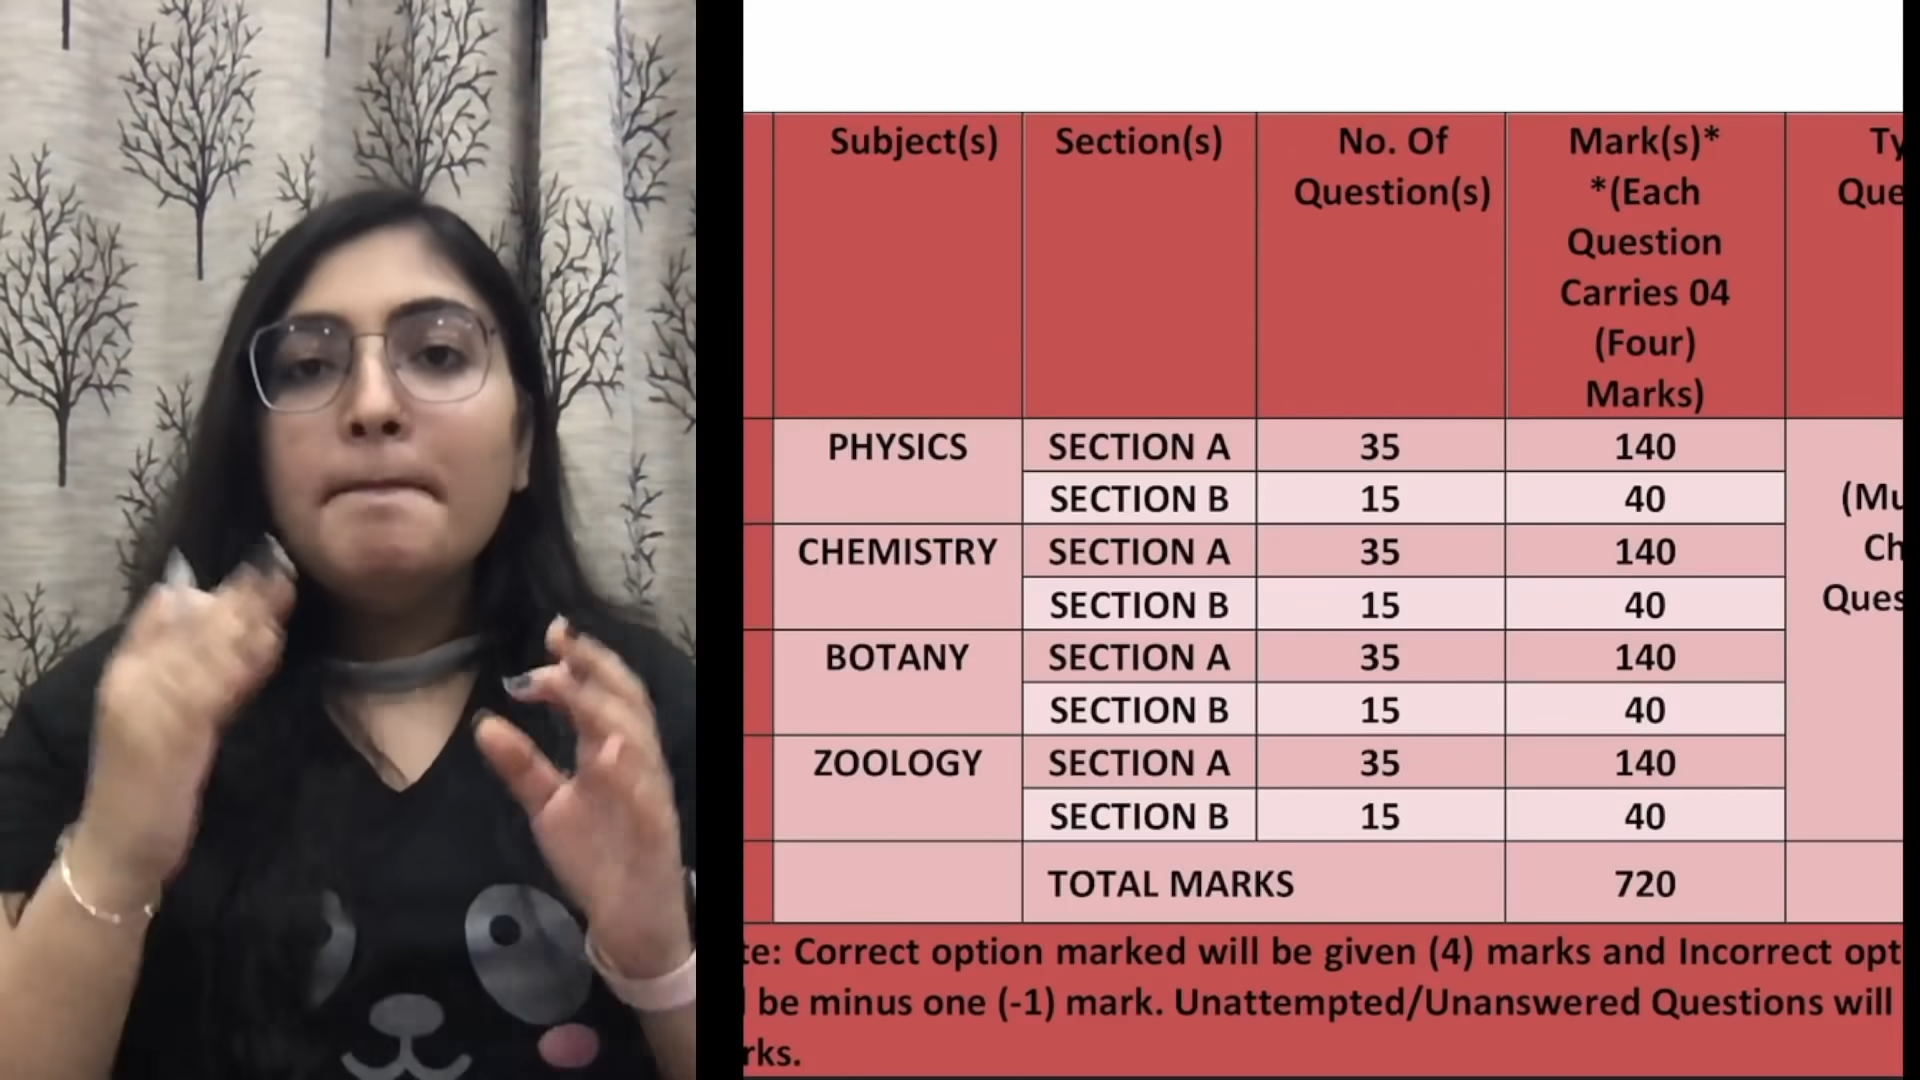 Subject(s) Section(s) No. Of Question(s) Mark(s)* *(Each Question Carries 04 (Four) Marks)
PHYSICS SECTION A 35 140
SECTION B 15 40
CHEMISTRY SECTION A 35 140
SECTION B 15 40
BOTANY SECTION A 35 140
SECTION B 15 40
ZOOLOGY SECTION A 35 140
SECTION B 15 40
TOTAL MARKS 720
te: Correct option marked will be given (4) marks and Incorrect opt
be minus one (-1) mark. Unattempted/Unanswered Questions will
rks.